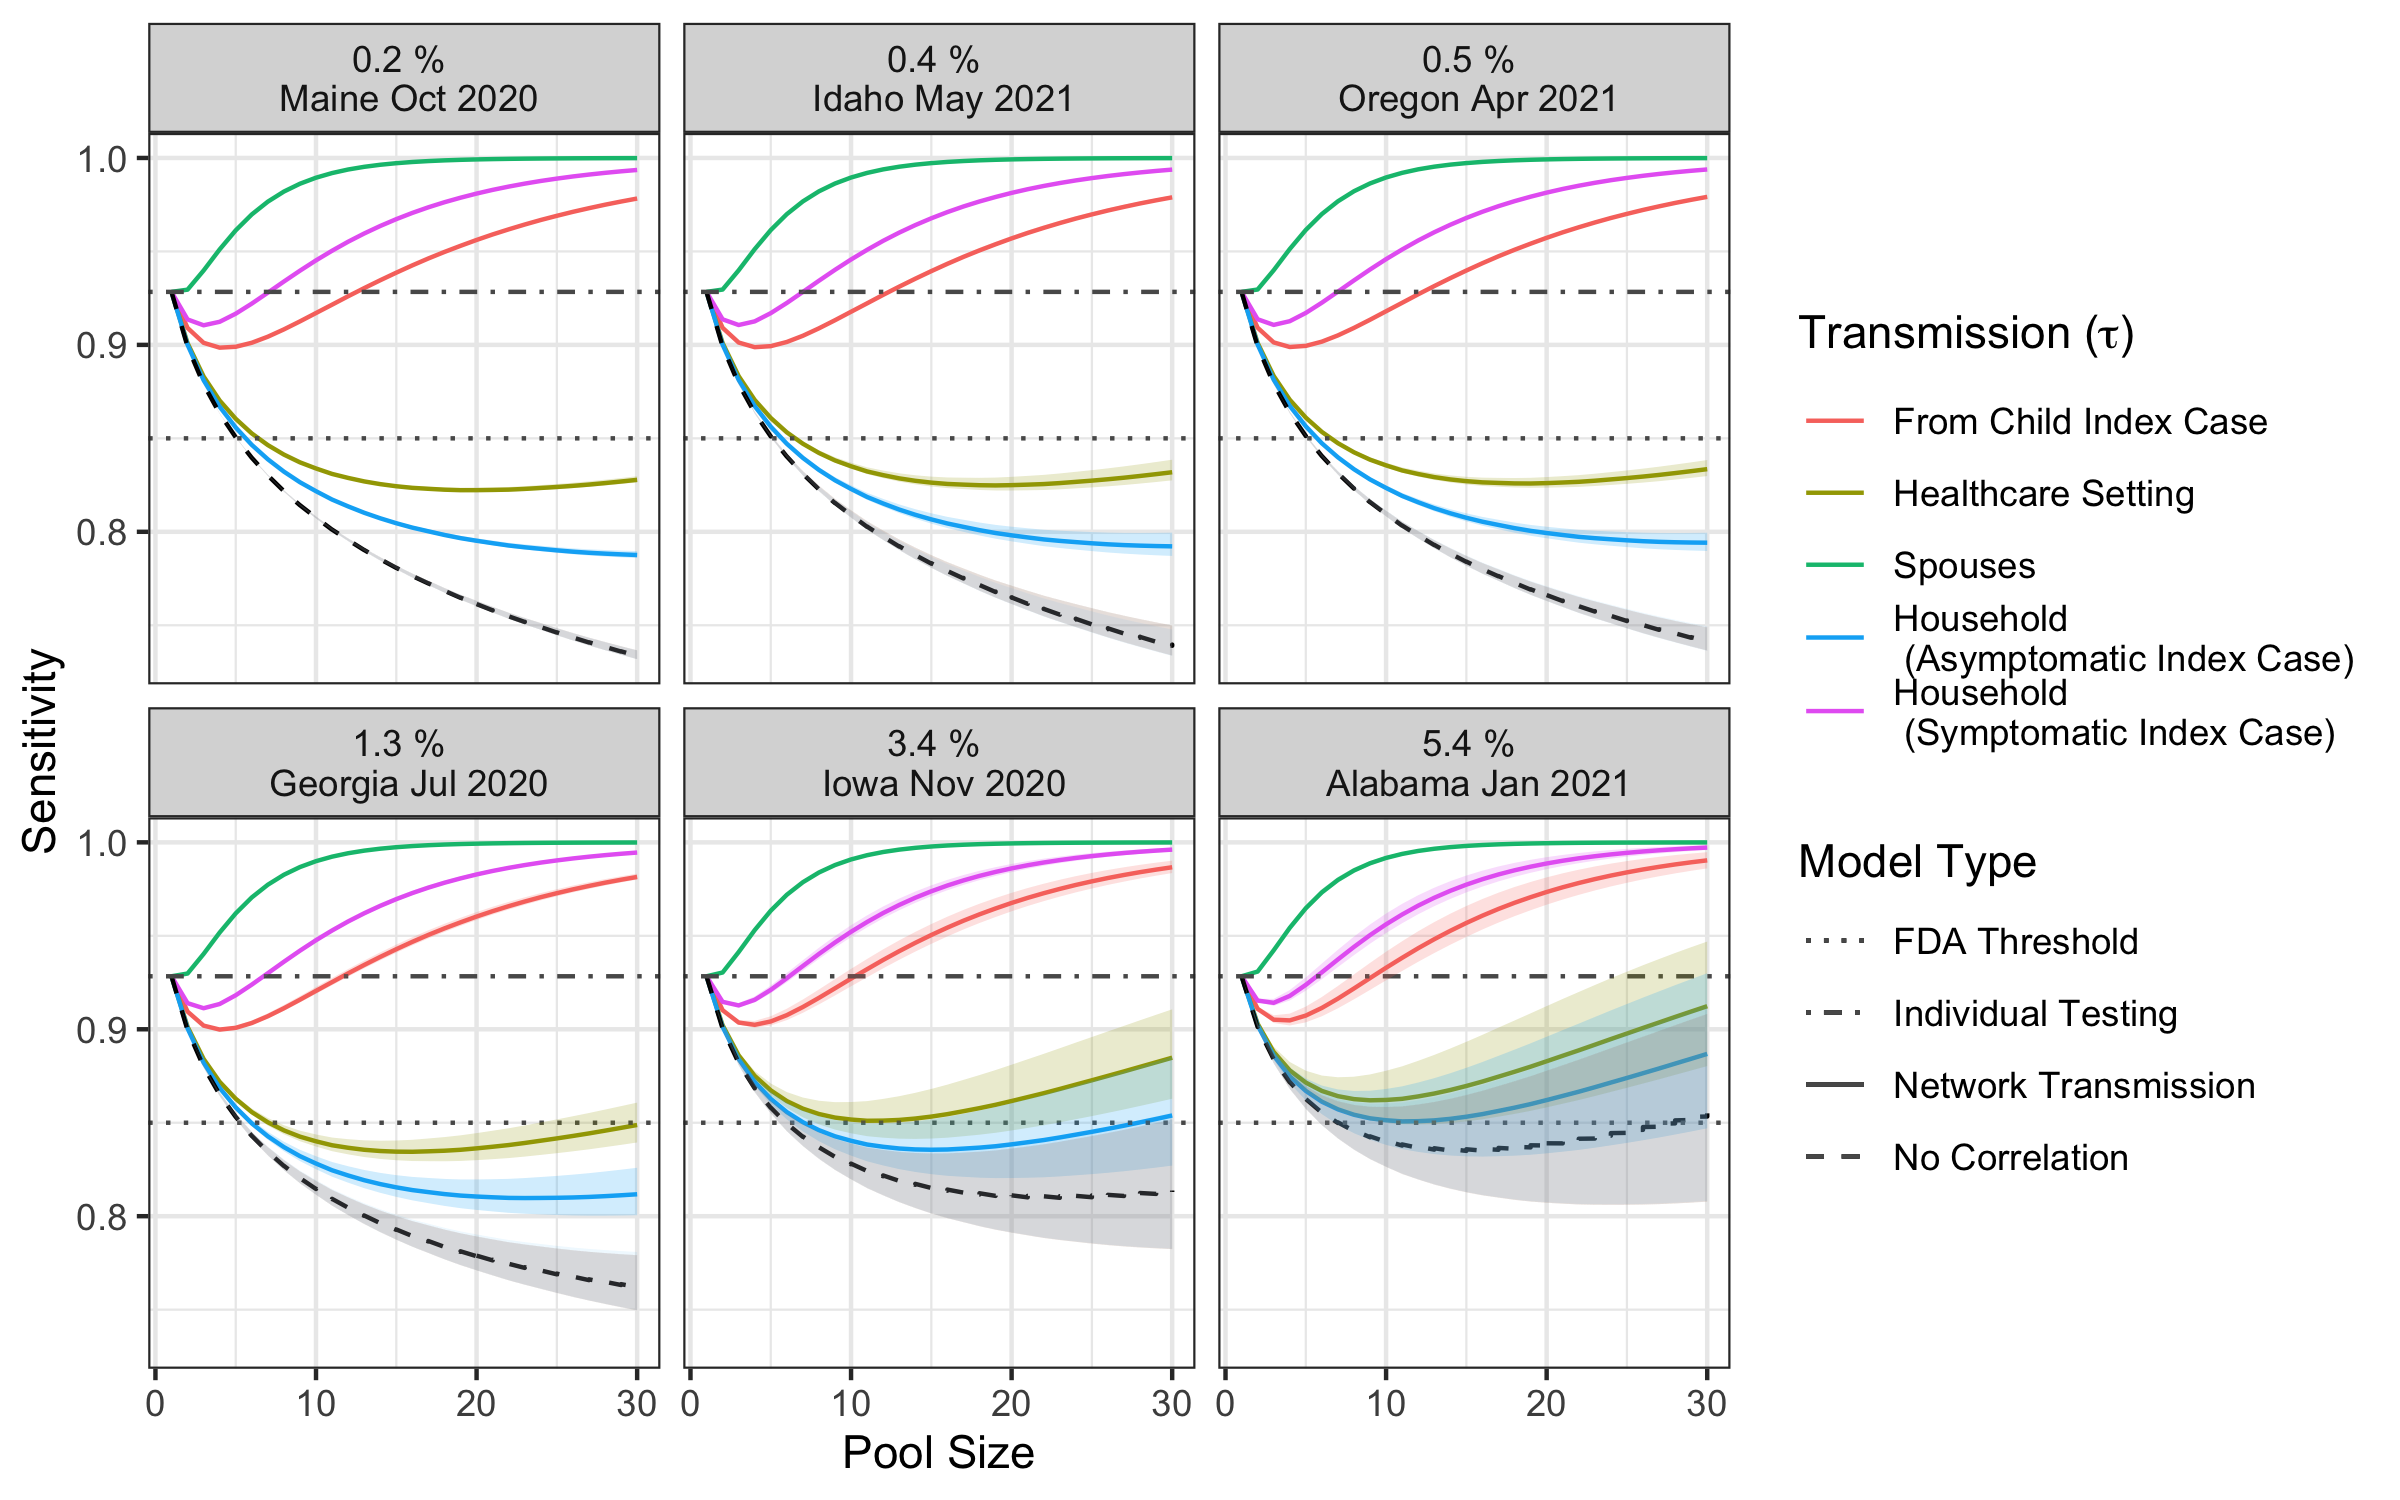 0.2 %
Maine Oct 2020
0.4 %
Idaho May 2021
0.5 %
Oregon Apr 2021
1.0
0.9
0.8
1.3 %
Georgia Jul 2020
3.4 %
Iowa Nov 2020
5.4 %
Alabama Jan 2021
1.0
0.9
0.8
0
10
20
30
0
10
20
30
0
10
20
30
Pool Size
Sensitivity
Transmission (τ)
From Child Index Case
Healthcare Setting
Spouses
Household
(Asymptomatic Index Case)
Household
(Symptomatic Index Case)
Model Type
FDA Threshold
Individual Testing
Network Transmission
No Correlation